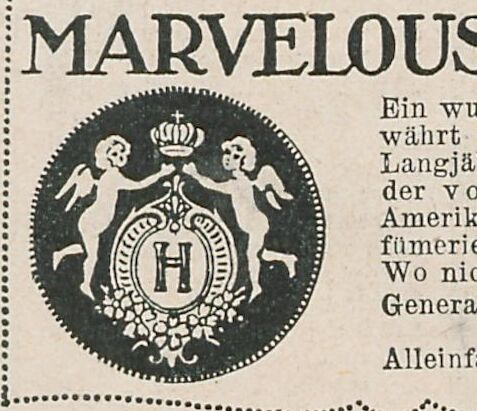 MARVELOUS
Ein wu
währt
Langjä
der vo
Amerik
fümerie
Wo nic
Genera
Alleinfa
H